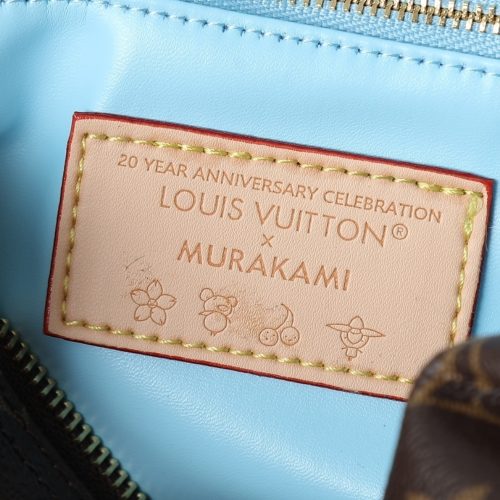 20 YEAR ANNIVERSARY CELEBRATION
LOUIS VUITTON®
×
MURAKAMI